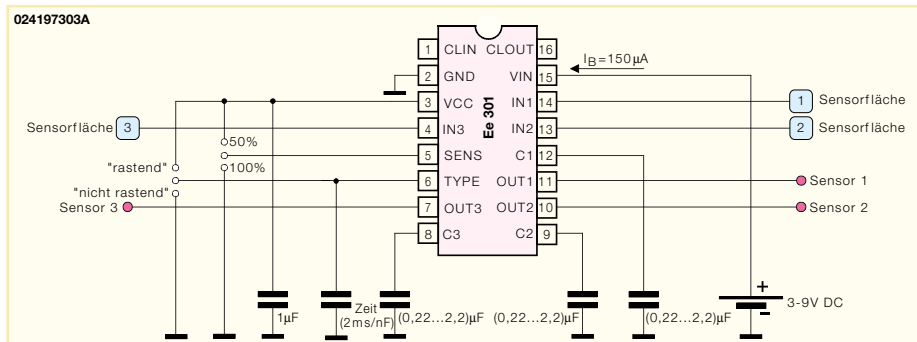 024197303A
1 CLIN CLOUT 16
IB=150µA
2 GND VIN 15
3 VCC IN1 14 1 Sensorfläche
Sensorfläche 3 4 IN3 IN2 13 2 Sensorfläche
Ee 301
50%
5 SENS C1 12
"rastend" 100%
6 TYPE OUT1 11 Sensor 1
"nicht rastend"
Sensor 3 7 OUT3 OUT2 10 Sensor 2
8 C3 C2 9
+
3-9V DC
-
1µF Zeit (0,22...2,2)µF (0,22...2,2)µF (0,22...2,2)µF
(2ms/nF)